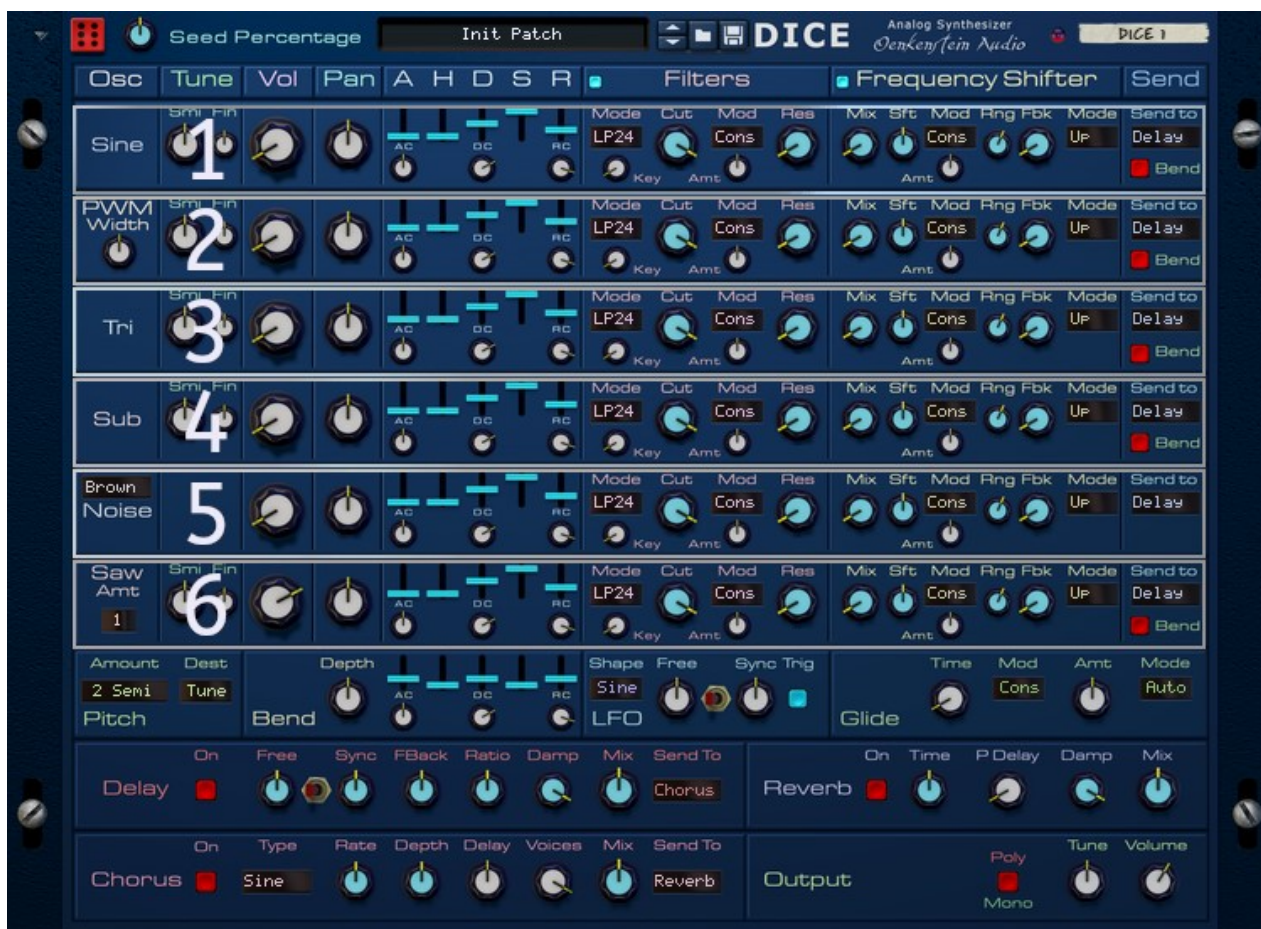 Seed Percentage Init Patch DICE Analog Synthesizer
Oenkenstein Audio DICE 1
Osc Tune Vol Pan A H D S R Filters Frequency Shifter Send
Smi Fin Mode Cut Mod Res Mix Sft Mod Rng Fbk Mode Send to
Sine 1 LP24 Cons Cons Up Delay
AC DC RC Key Amt Amt Bend
PWM Smi Fin Mode Cut Mod Res Mix Sft Mod Rng Fbk Mode Send to
Width 2 LP24 Cons Cons Up Delay
AC DC RC Key Amt Amt Bend
Smi Fin Mode Cut Mod Res Mix Sft Mod Rng Fbk Mode Send to
Tri 3 LP24 Cons Cons Up Delay
AC DC RC Key Amt Amt Bend
Smi Fin Mode Cut Mod Res Mix Sft Mod Rng Fbk Mode Send to
Sub 4 LP24 Cons Cons Up Delay
AC DC RC Key Amt Amt Bend
Brown Mode Cut Mod Res Mix Sft Mod Rng Fbk Mode Send to
Noise 5 LP24 Cons Cons Up Delay
AC DC RC Key Amt Amt
Saw Smi Fin Mode Cut Mod Res Mix Sft Mod Rng Fbk Mode Send to
Amt 6 LP24 Cons Cons Up Delay
1 AC DC RC Key Amt Amt Bend
Amount Dest Depth Shape Free Sync Trig Time Mod Amt Mode
2 Semi Tune AC DC RC Sine Cons Auto
Pitch Bend LFO Glide
On Free Sync FBack Ratio Damp Mix Send To On Time P Delay Damp Mix
Delay Chorus Reverb
On Type Rate Depth Delay Voices Mix Send To Poly Tune Volume
Chorus Sine Reverb Output
Mono